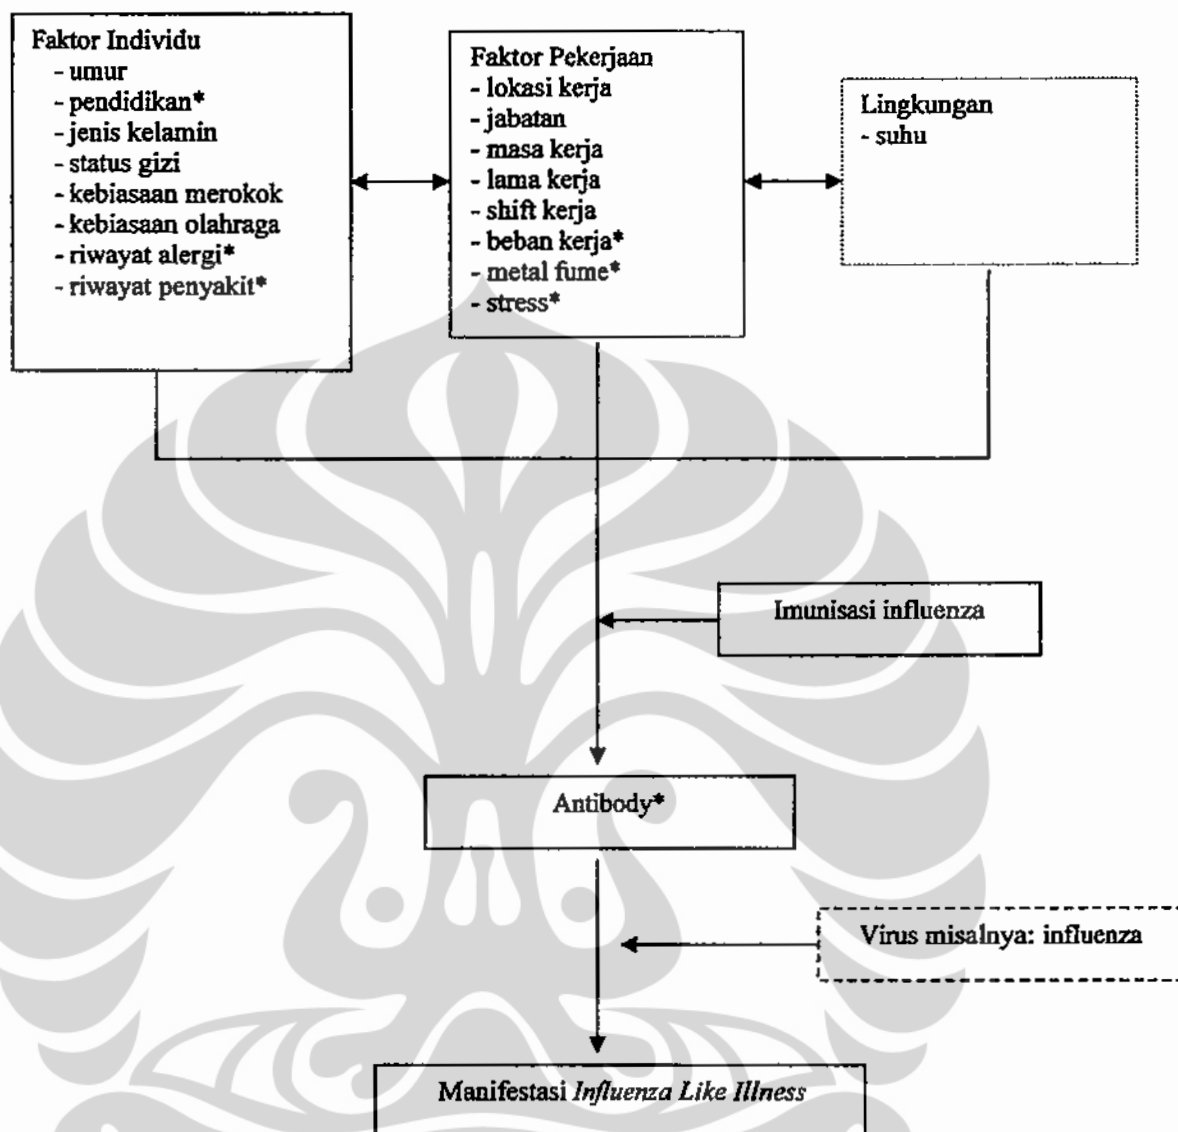 Faktor Individu
- umur
- pendidikan*
- jenis kelamin
- status gizi
- kebiasaan merokok
- kebiasaan olahraga
- riwayat alergi*
- riwayat penyakit*
Faktor Pekerjaan
- lokasi kerja
- jabatan
- masa kerja
- lama kerja
- shift kerja
- beban kerja*
- metal fume*
- stress*
Lingkungan
- suhu
Imunisasi influenza
Antibody*
Virus misalnya: influenza
Manifestasi Influenza Like Illness